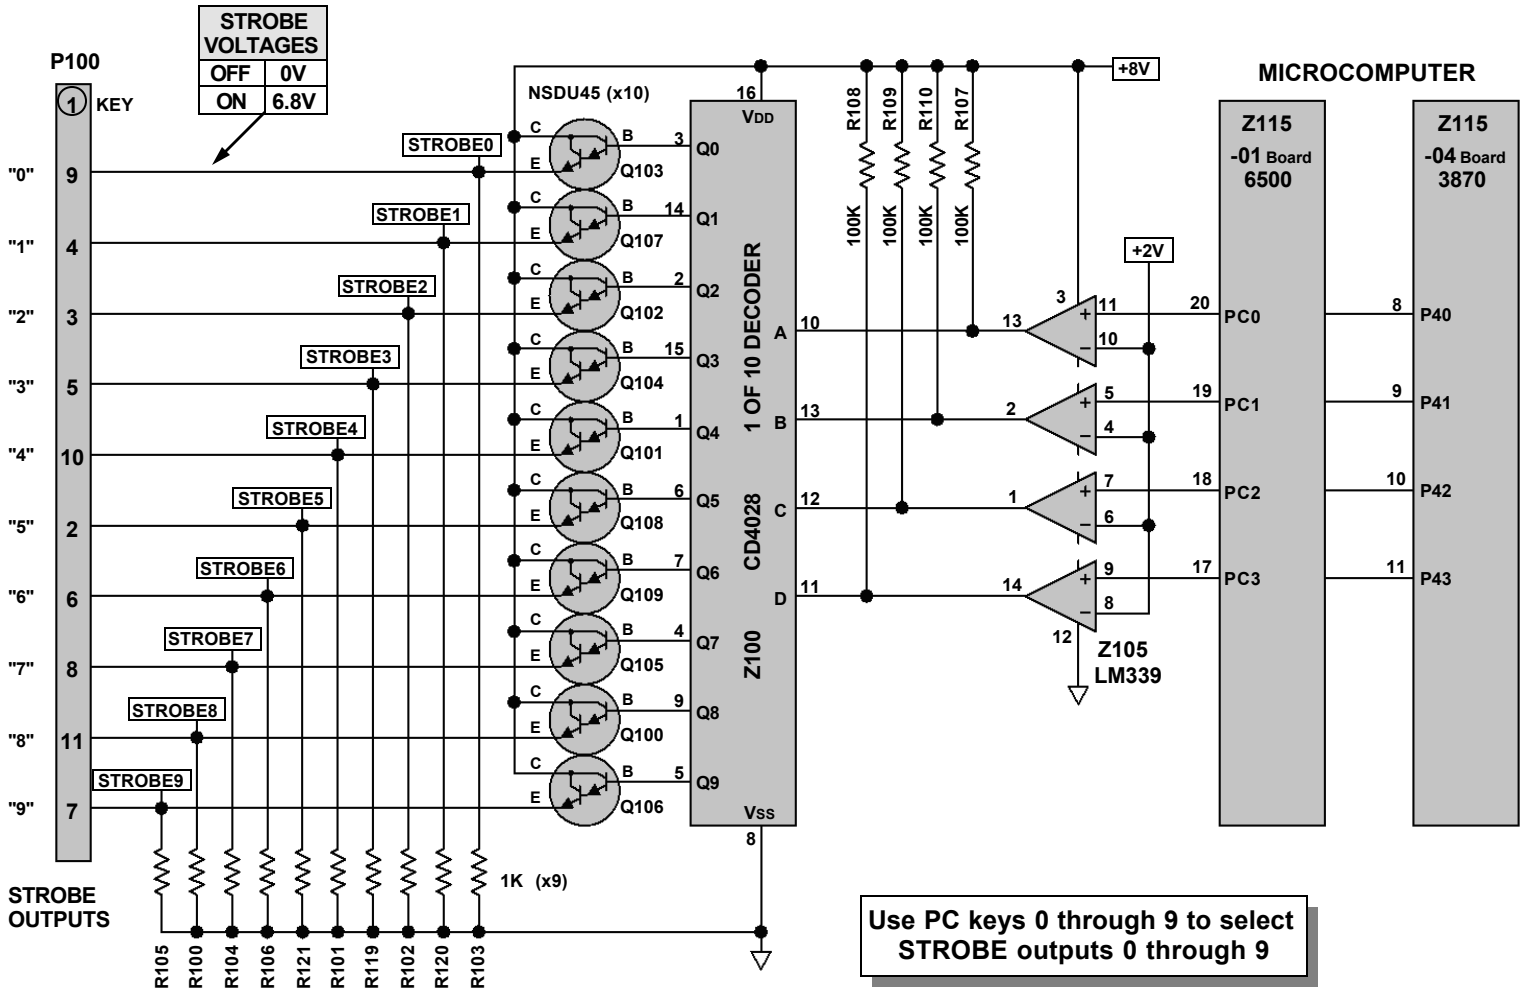 STROBE
VOLTAGES
OFF 0V
ON 6.8V
P100
1 KEY
NSDU45 (x10)
16
VDD
+8V
R108
R109
R110
R107
100K
100K
100K
100K
MICROCOMPUTER
Z115
-01 Board
6500
Z115
-04 Board
3870
"0" 9
STROBE0
C
E
B
Q103
3 Q0
"1" 4
STROBE1
C
E
B
Q107
14 Q1
"2" 3
STROBE2
C
E
B
Q102
2 Q2
"3" 5
STROBE3
C
E
B
Q104
15 Q3
"4" 10
STROBE4
C
E
B
Q101
1 Q4
"5" 2
STROBE5
C
E
B
Q108
6 Q5
"6" 6
STROBE6
C
E
B
Q109
7 Q6
"7" 8
STROBE7
C
E
B
Q105
4 Q7
"8" 11
STROBE8
C
E
B
Q100
9 Q8
"9" 7
STROBE9
C
E
B
Q106
5 Q9
1 OF 10 DECODER
CD4028
Z100
VSS
8
+2V
A 10
13
3
+ 11
− 10
20 PC0
8 P40
B 13
2
+ 5
− 4
19 PC1
9 P41
C 12
1
+ 7
− 6
18 PC2
10 P42
D 11
14
+ 9
− 8
17 PC3
11 P43
12
Z105
LM339
STROBE
OUTPUTS
1K (x9)
R105
R100
R104
R106
R121
R101
R119
R102
R120
R103
Use PC keys 0 through 9 to select
STROBE outputs 0 through 9